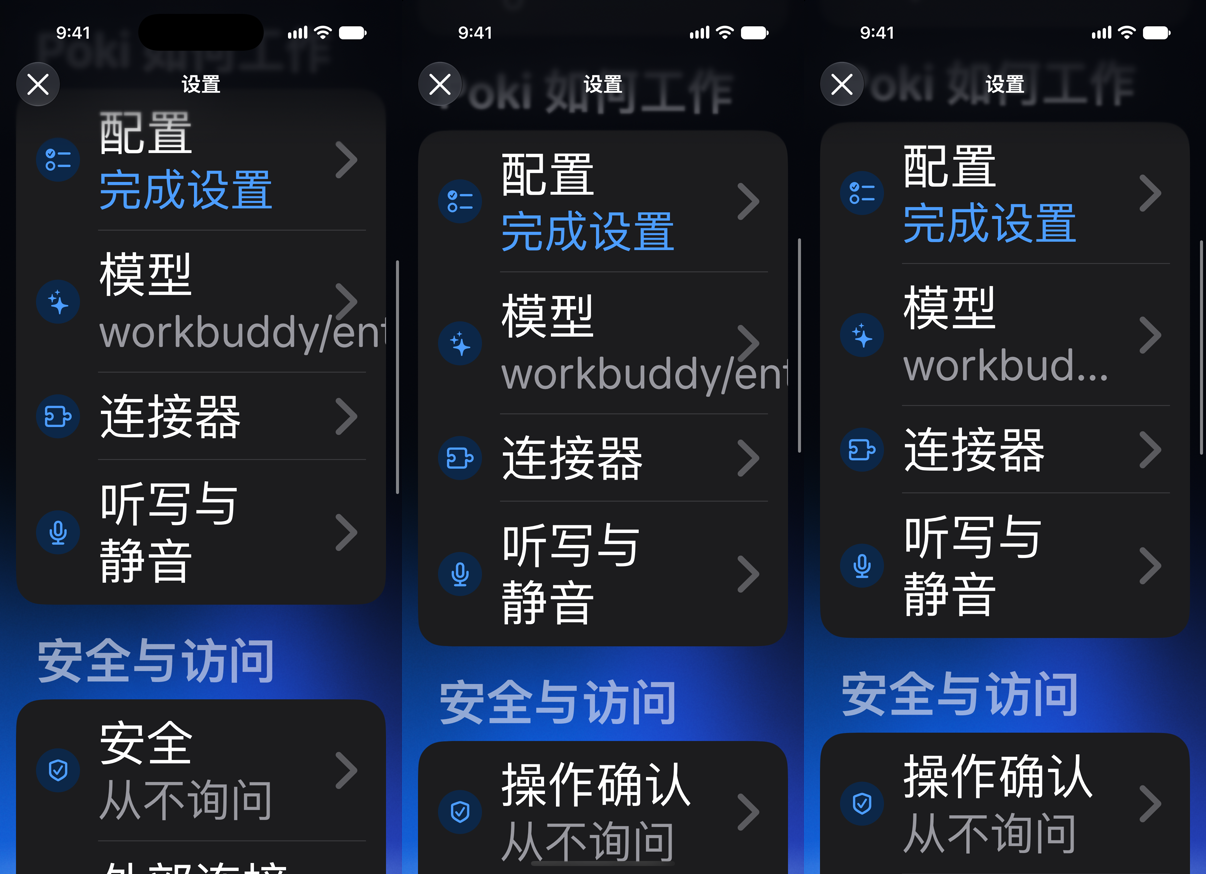 9:41
设置
Poki 如何工作
配置
完成设置
模型
workbuddy/ent
连接器
听写与
静音
安全与访问
安全
从不询问
外部连接
9:41
设置
Poki 如何工作
配置
完成设置
模型
workbuddy/ent
连接器
听写与
静音
安全与访问
操作确认
从不询问
9:41
设置
Poki 如何工作
配置
完成设置
模型
workbud...
连接器
听写与
静音
安全与访问
操作确认
从不询问